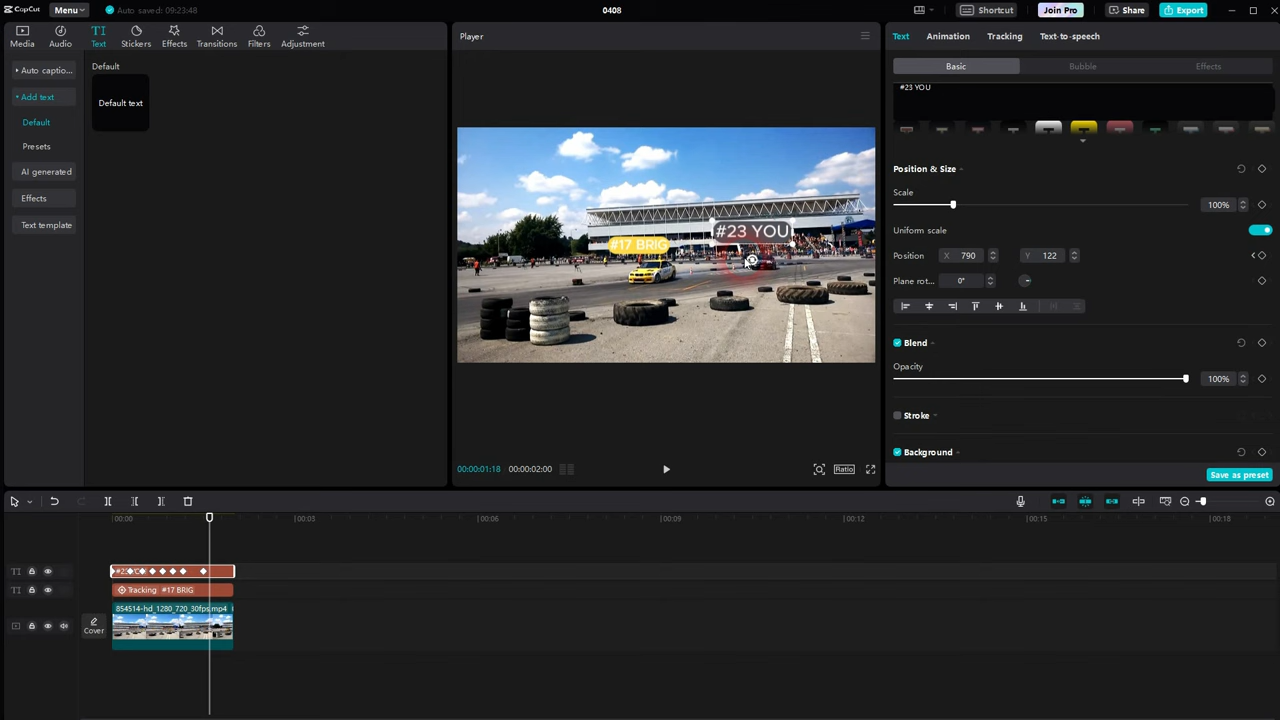 CapCut
Menu
Auto saved: 09:23:48
0408
Shortcut
Join Pro
Share
Export
Media
Audio
TI
Text
Stickers
Effects
Transitions
Filters
Adjustment
Auto captio...
Add text
Default
Presets
AI generated
Effects
Text template
Default
Default text
Player
#17 BRIG
#23 YOU
00:00:01:18
00:00:02:00
Ratio
Text
Animation
Tracking
Text-to-speech
Basic
Bubble
Effects
#23 YOU
Position & Size
Scale
100%
Uniform scale
Position
X 790
Y 122
Plane rot...
0°
Blend
Opacity
100%
Stroke
Background
Save as preset
00:00
00:03
00:06
00:09
00:12
00:15
00:18
TI
TI
Tracking #17 BRIG
854514-hd_1280_720_30fps.mp4
Cover